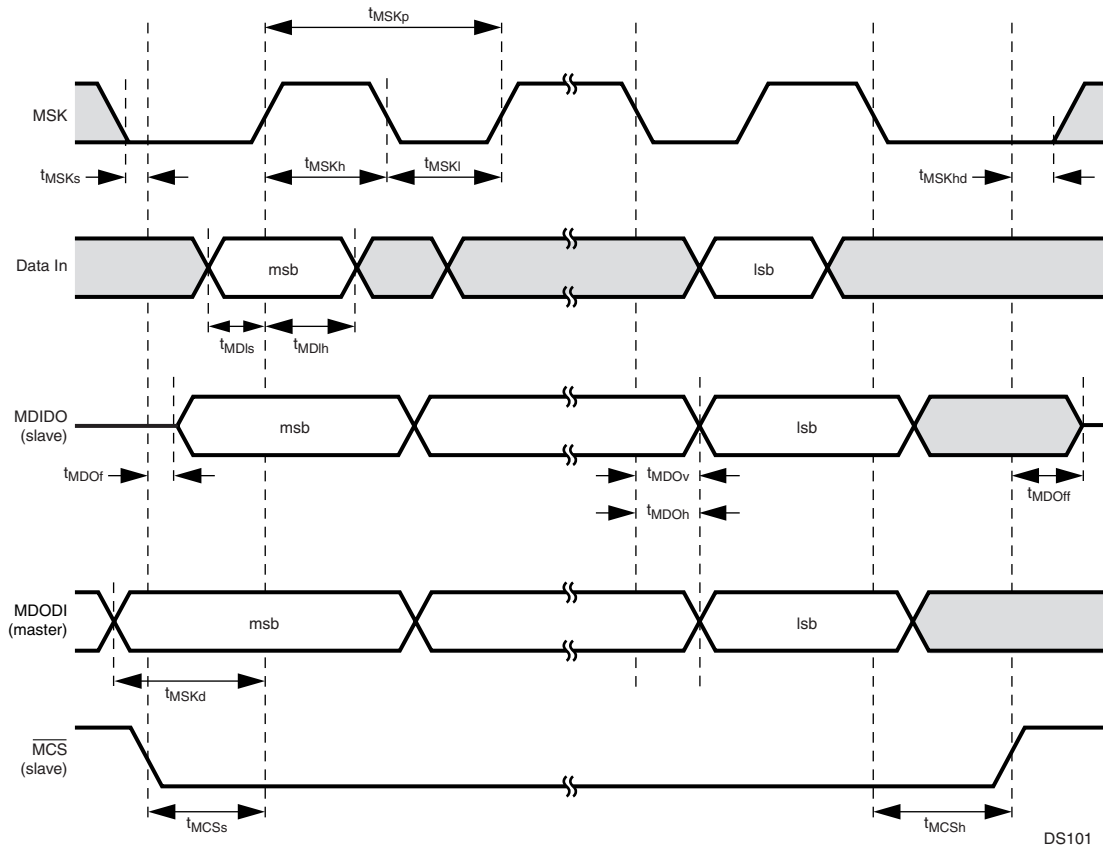 tMSKp
MSK
tMSKs
tMSKh
tMSKl
tMSKhd
Data In
msb
lsb
tMDIs
tMDIh
MDIDO
(slave)
msb
lsb
tMDOf
tMDOv
tMDOff
tMDOh
MDODI
(master)
msb
lsb
tMSKd
MCS
(slave)
tMCSs
tMCSh
DS101